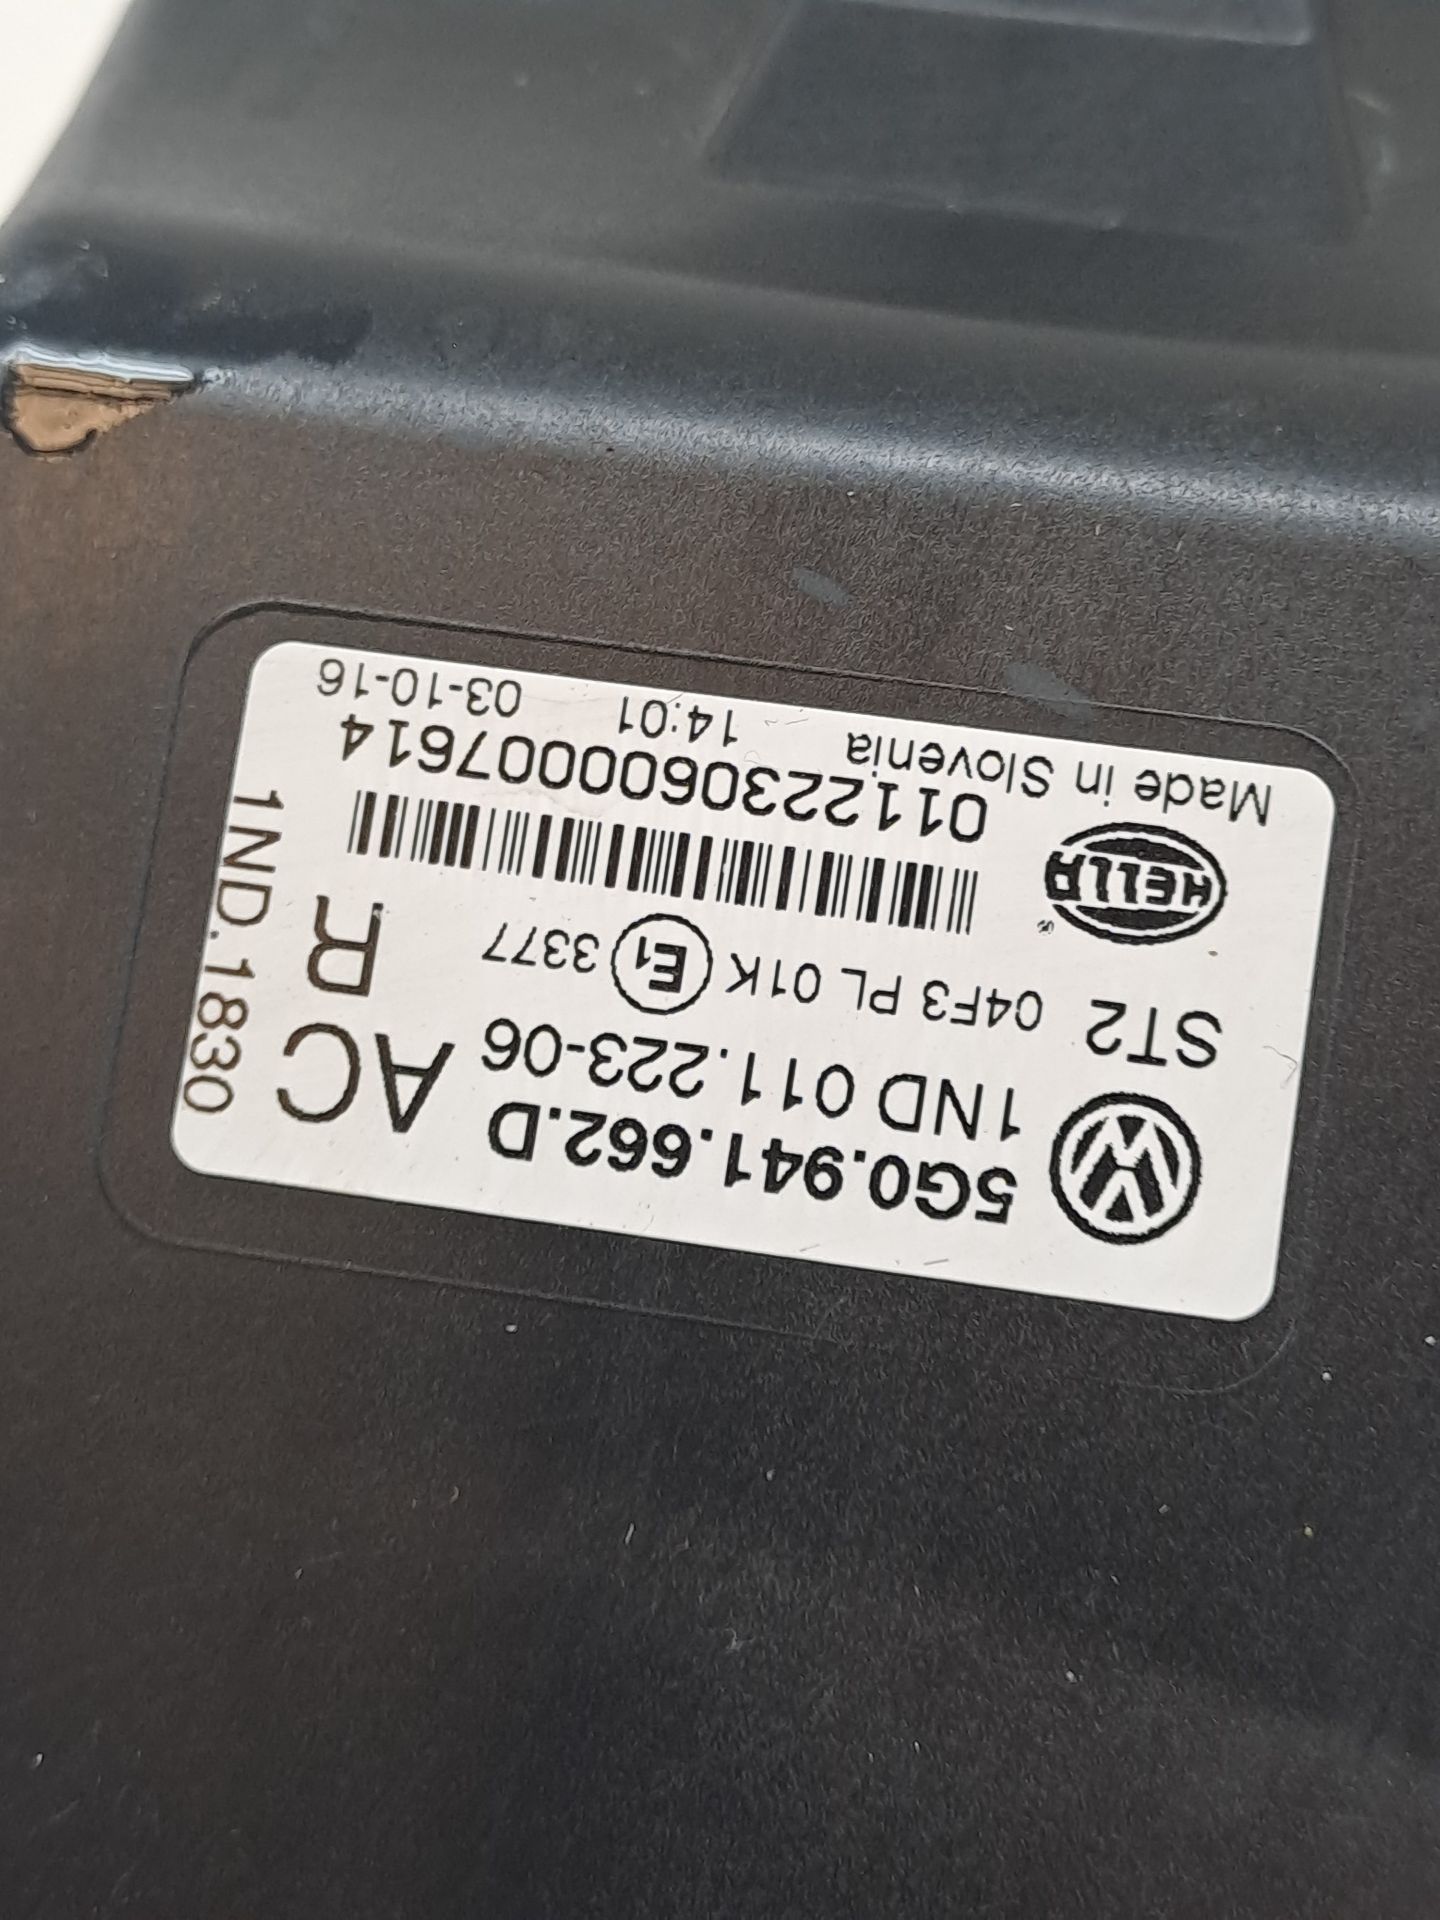 5G0.941.662.D
1ND 011.223-06
AC
R
ST2 04F3 PL 01K E1 3377
HELLA
0112230600007614
Made in Slovenia 14:01 03-10-16
1ND.1830